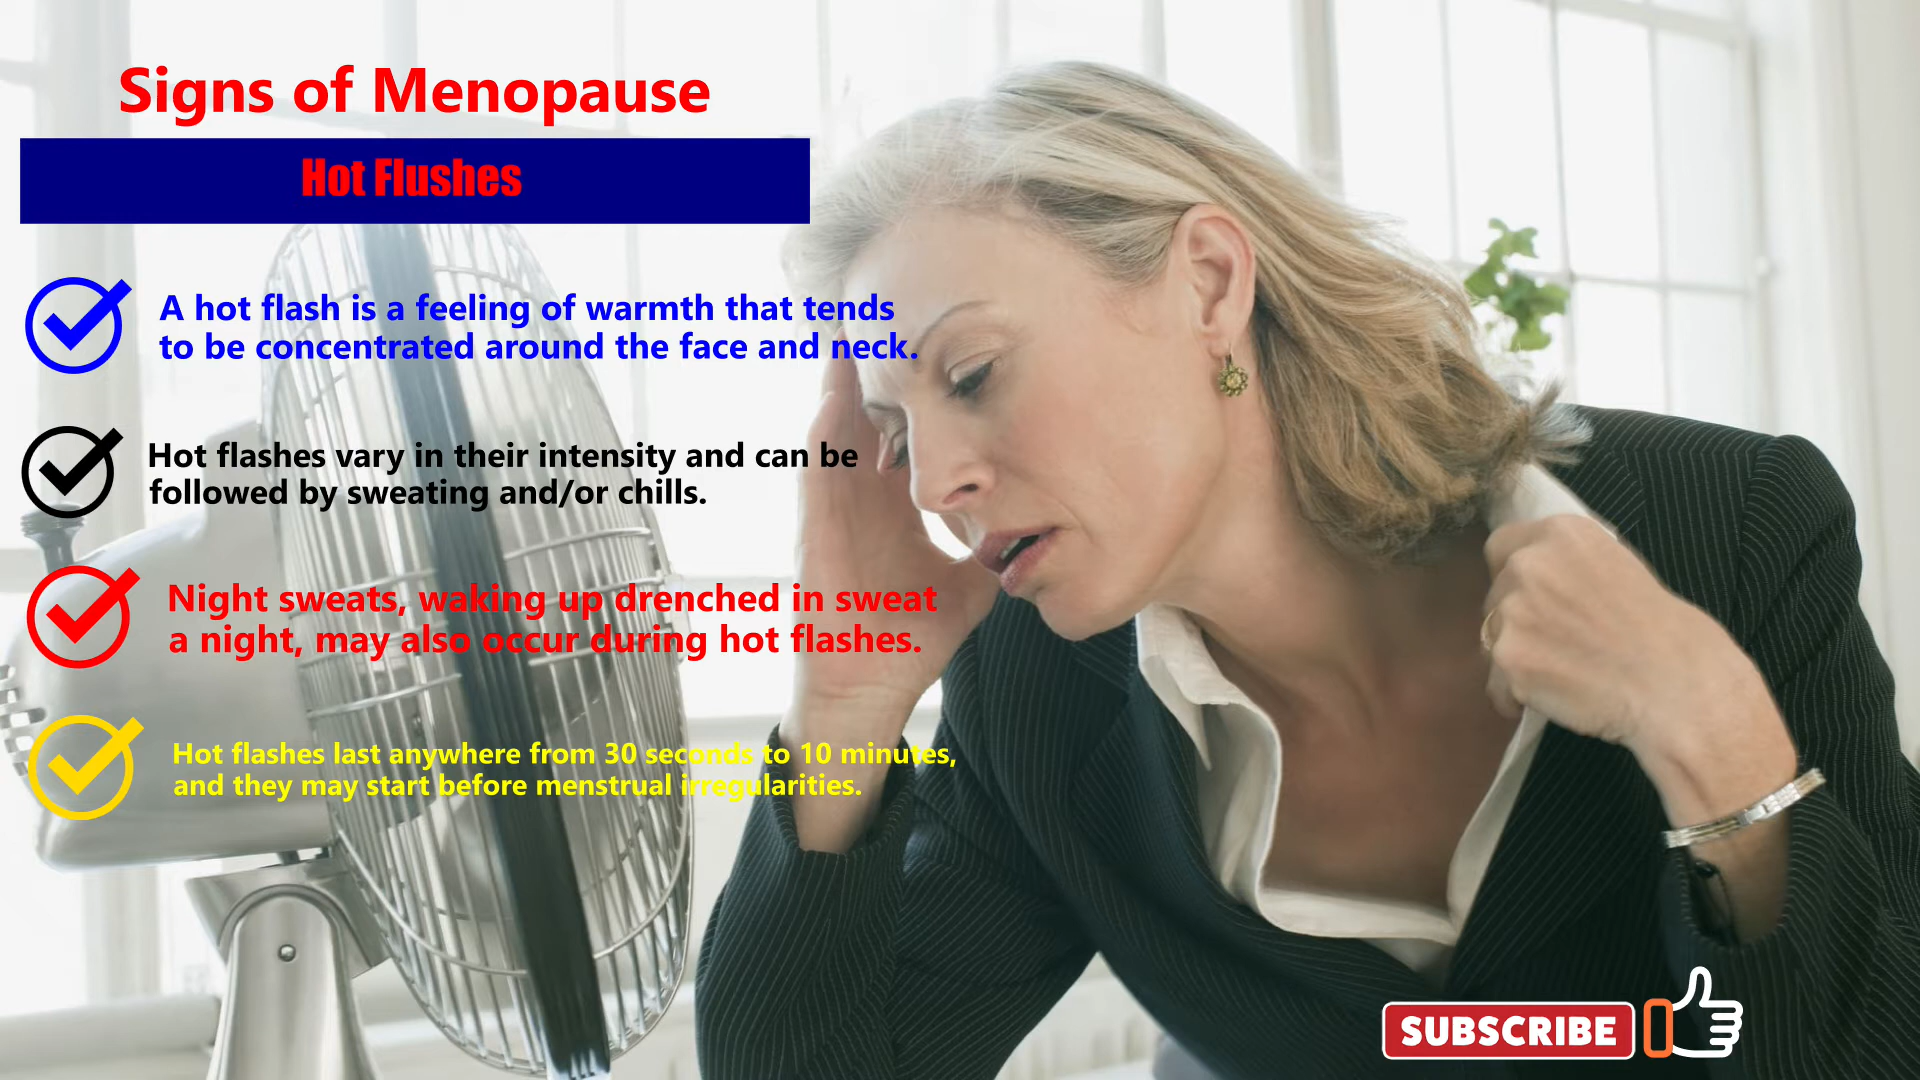 Signs of Menopause
Hot Flushes
A hot flash is a feeling of warmth that tends
to be concentrated around the face and neck.
Hot flashes vary in their intensity and can be
followed by sweating and/or chills.
Night sweats, waking up drenched in sweat
a night, may also occur during hot flashes.
Hot flashes last anywhere from 30 seconds to 10 minutes,
and they may start before menstrual irregularities.
SUBSCRIBE